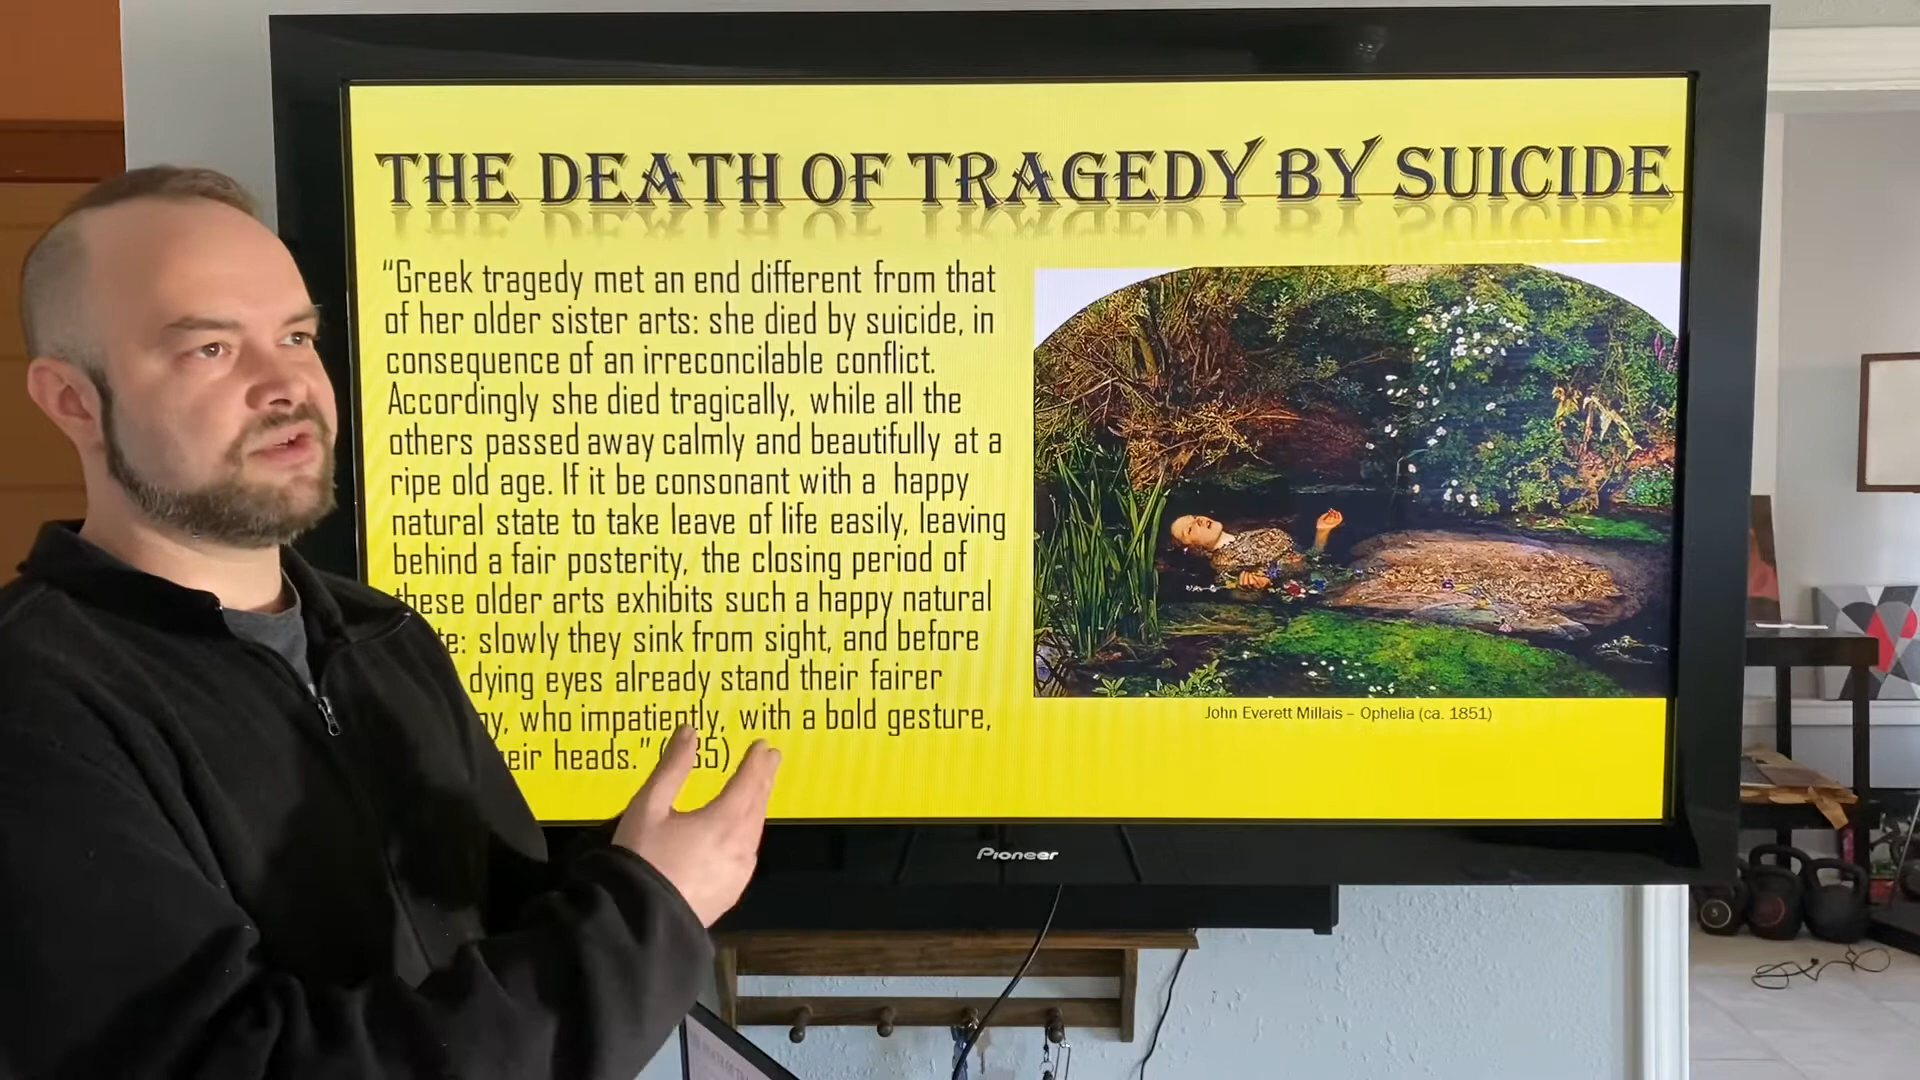 THE DEATH OF TRAGEDY BY SUICIDE
“Greek tragedy met an end different from that
of her older sister arts: she died by suicide, in
consequence of an irreconcilable conflict.
Accordingly she died tragically, while all the
others passed away calmly and beautifully at a
ripe old age. If it be consonant with a happy
natural state to take leave of life easily, leaving
behind a fair posterity, the closing period of
these older arts exhibits such a happy natural
slowly they sink from sight, and before
dying eyes already stand their fairer
who impatiently, with a bold gesture,
heads.”
John Everett Millais – Ophelia (ca. 1851)
Pioneer
5